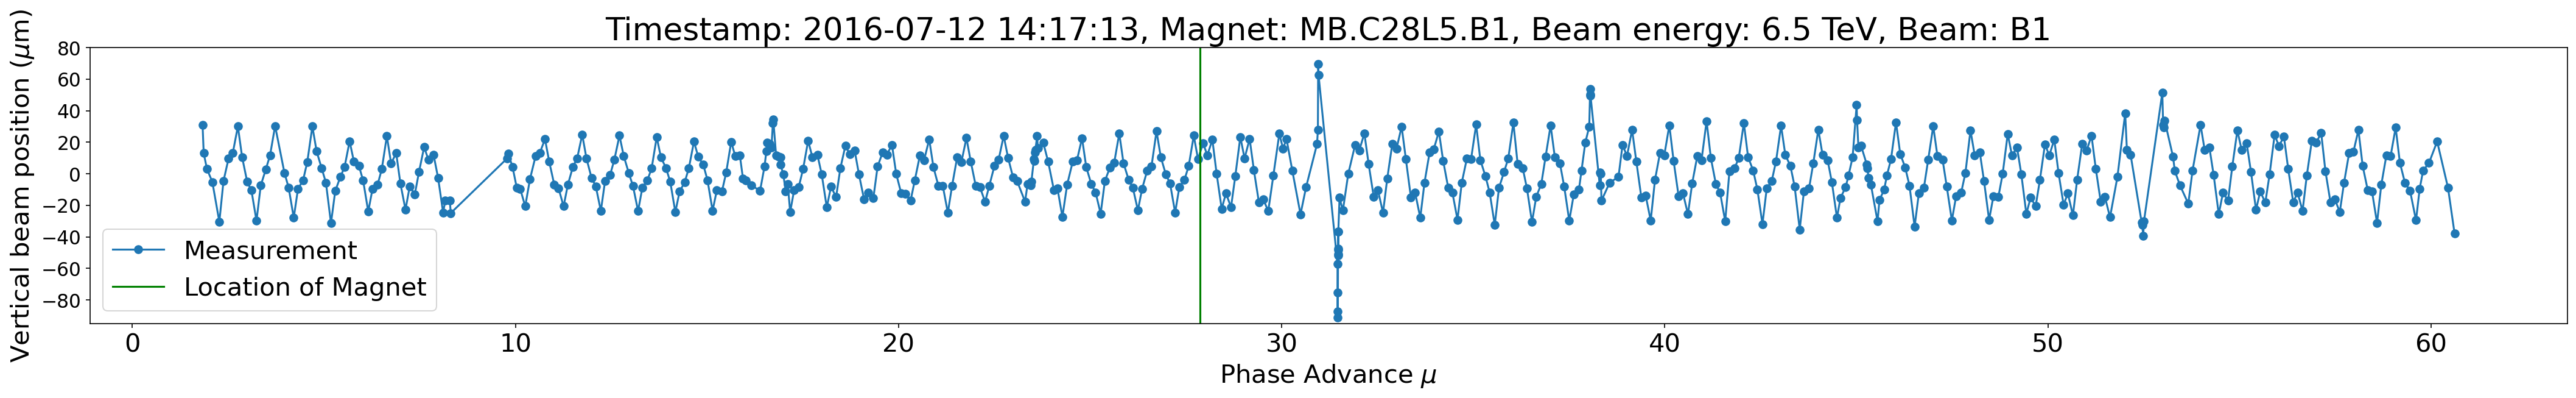 Timestamp: 2016-07-12 14:17:13, Magnet: MB.C28L5.B1, Beam energy: 6.5 TeV, Beam: B1
Vertical beam position (μm)
80
60
40
20
0
−20
−40
−60
−80
Measurement
Location of Magnet
0 10 20 30 40 50 60
Phase Advance μ